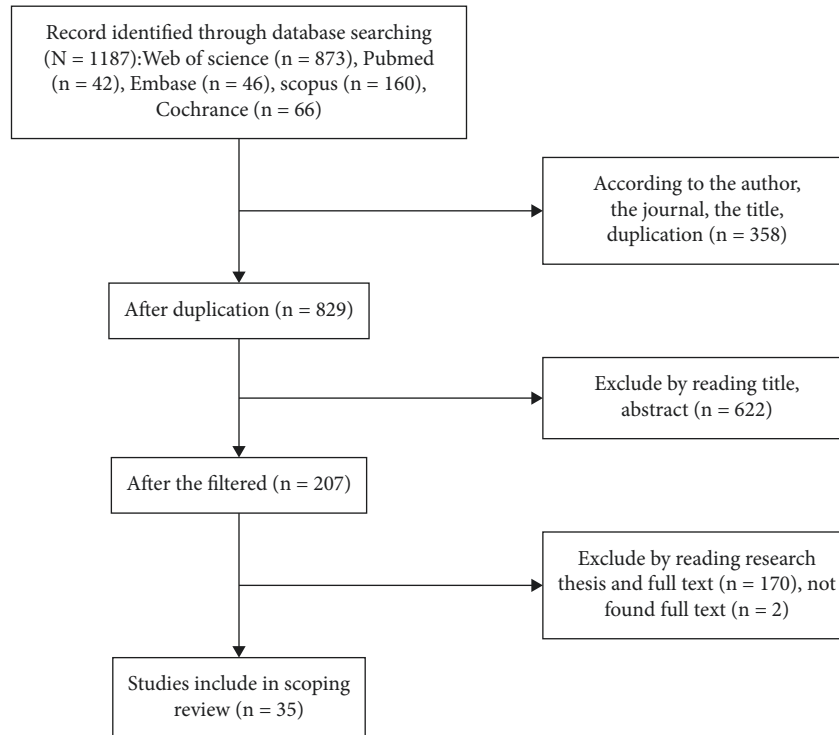 Record identified through database searching
(N = 1187):Web of science (n = 873), Pubmed
(n = 42), Embase (n = 46), scopus (n = 160),
Cochrance (n = 66)
According to the author,
the journal, the title,
duplication (n = 358)
After duplication (n = 829)
Exclude by reading title,
abstract (n = 622)
After the filtered (n = 207)
Exclude by reading research
thesis and full text (n = 170), not
found full text (n = 2)
Studies include in scoping
review (n = 35)